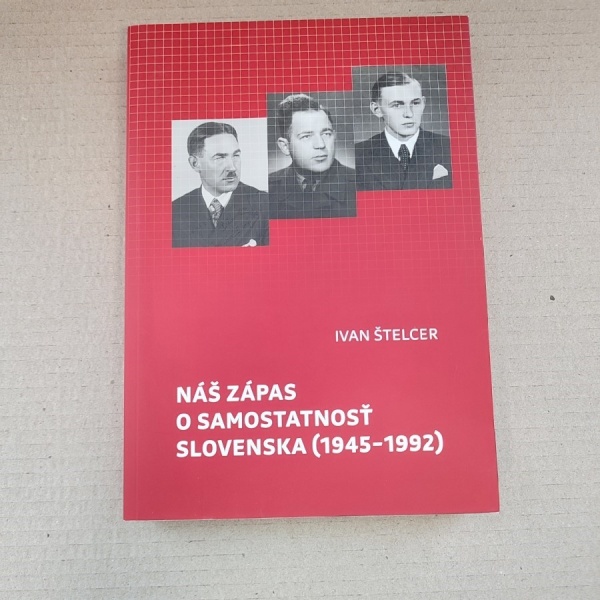 IVAN ŠTELCER
NÁŠ ZÁPAS
O SAMOSTATNOSŤ
SLOVENSKA (1945–1992)